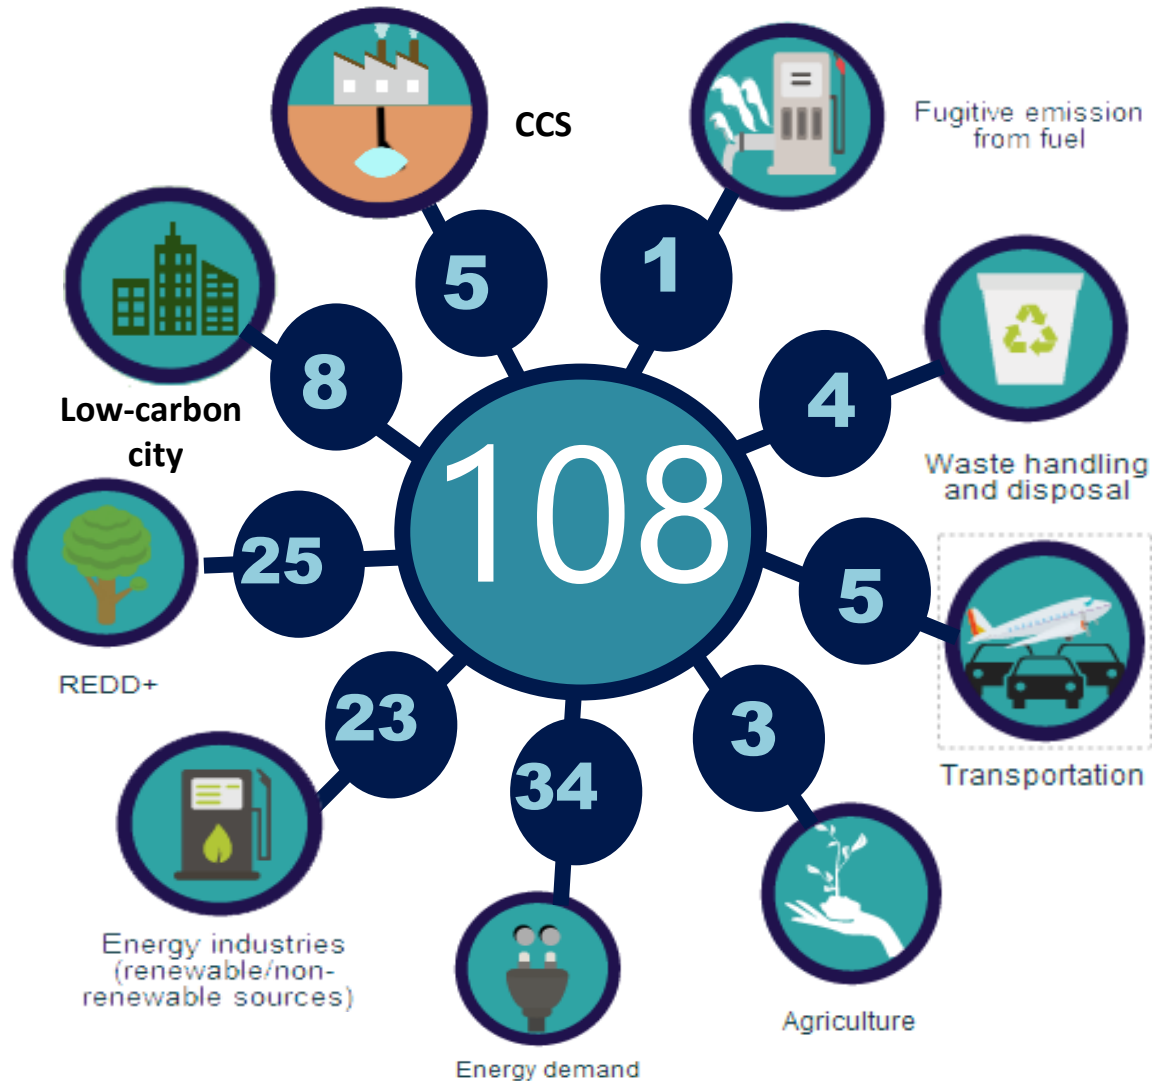 CCS
Fugitive emission
from fuel
5
1
8
4
Low-carbon
city
108
Waste handling
and disposal
25
5
REDD+
23
34
3
Transportation
Energy industries
(renewable/non-
renewable sources)
Agriculture
Energy demand